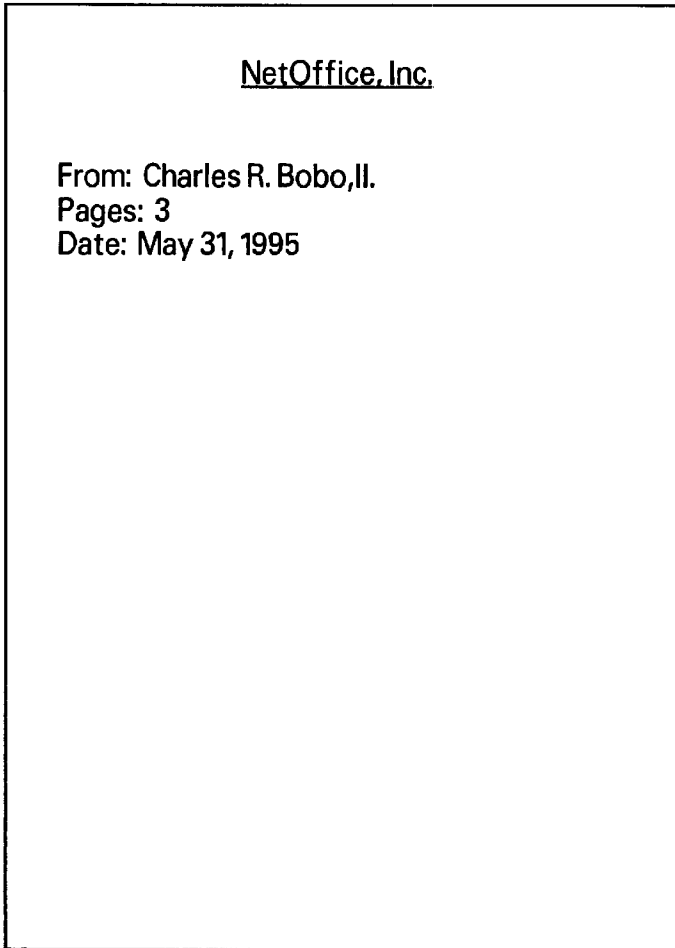 NetOffice, Inc.
From: Charles R. Bobo,II.
Pages: 3
Date: May 31, 1995